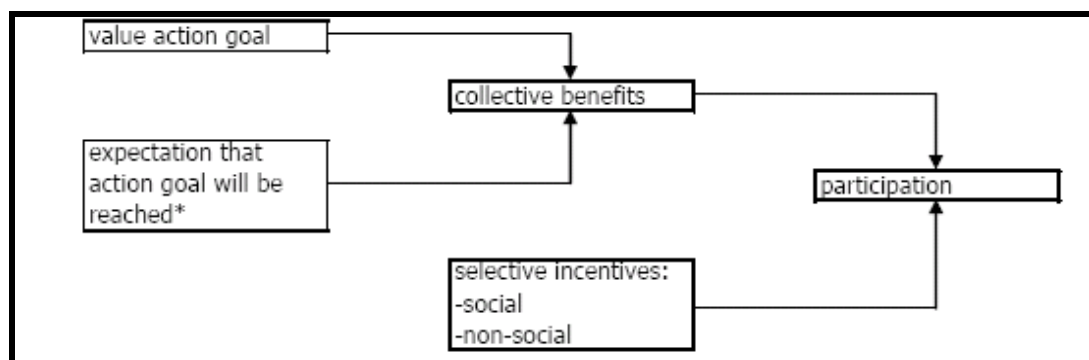 value action goal
collective benefits
expectation that
action goal will be
reached*
participation
selective incentives:
-social
-non-social